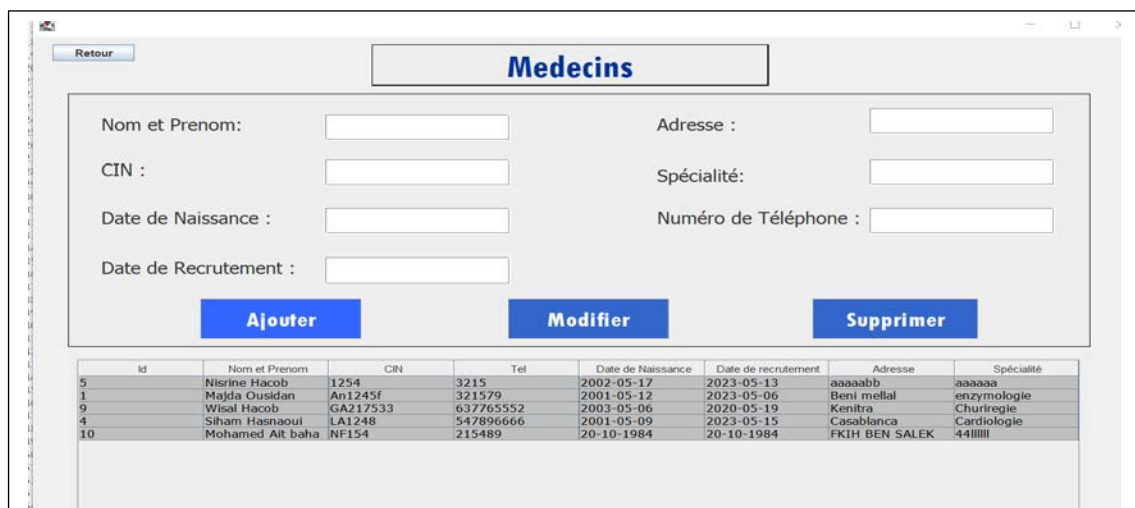 Retour
Medecins
Nom et Prenom:
Adresse :
CIN :
Spécialité:
Date de Naissance :
Numéro de Téléphone :
Date de Recrutement :
Ajouter Modifier Supprimer
Id Nom et Prenom CIN Tel Date de Naissance Date de recrutement Adresse Spécialité
5 Nisrine Hacob 1254 3215 2002-05-17 2023-05-13 aaaaabb aaaaaa
1 Majda Ousidan An1245f 321579 2001-05-12 2023-05-06 Beni mellal enzymologie
9 Wisal Hacob GA217533 637765552 2003-05-06 2020-05-19 Kenitra Churiregie
4 Siham Hasnaoui LA1248 547896666 2001-05-09 2023-05-15 Casablanca Cardiologie
10 Mohamed Ait baha NF154 215489 20-10-1984 20-10-1984 FKIH BEN SALEK 44llllll